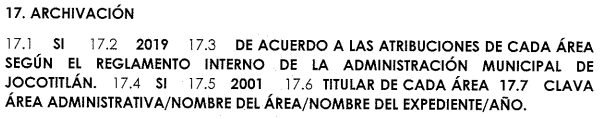 17. ARCHIVACIÓN
17.1 SI 17.2 2019 17.3 DE ACUERDO A LAS ATRIBUCIONES DE CADA ÁREA
SEGÚN EL REGLAMENTO INTERNO DE LA ADMINISTRACIÓN MUNICIPAL DE
JOCOTITLÁN. 17.4 SI 17.5 2001 17.6 TITULAR DE CADA ÁREA 17.7 CLAVA
ÁREA ADMINISTRATIVA/NOMBRE DEL ÁREA/NOMBRE DEL EXPEDIENTE/AÑO.